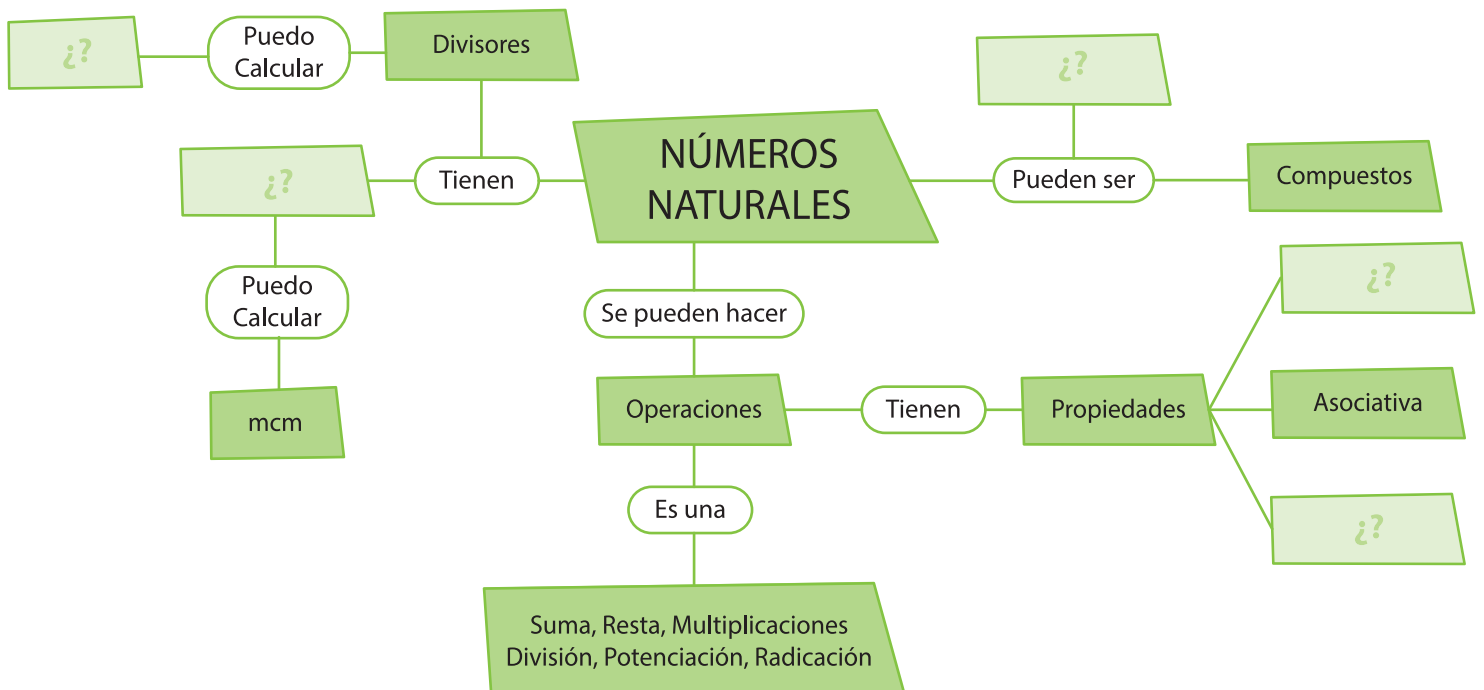 ¿?
Puedo
Calcular
Divisores
¿?
NÚMEROS
NATURALES
¿?
Tienen
Pueden ser
Compuestos
Puedo
Calcular
Se pueden hacer
¿?
mcm
Operaciones
Tienen
Propiedades
Asociativa
Es una
¿?
Suma, Resta, Multiplicaciones
División, Potenciación, Radicación